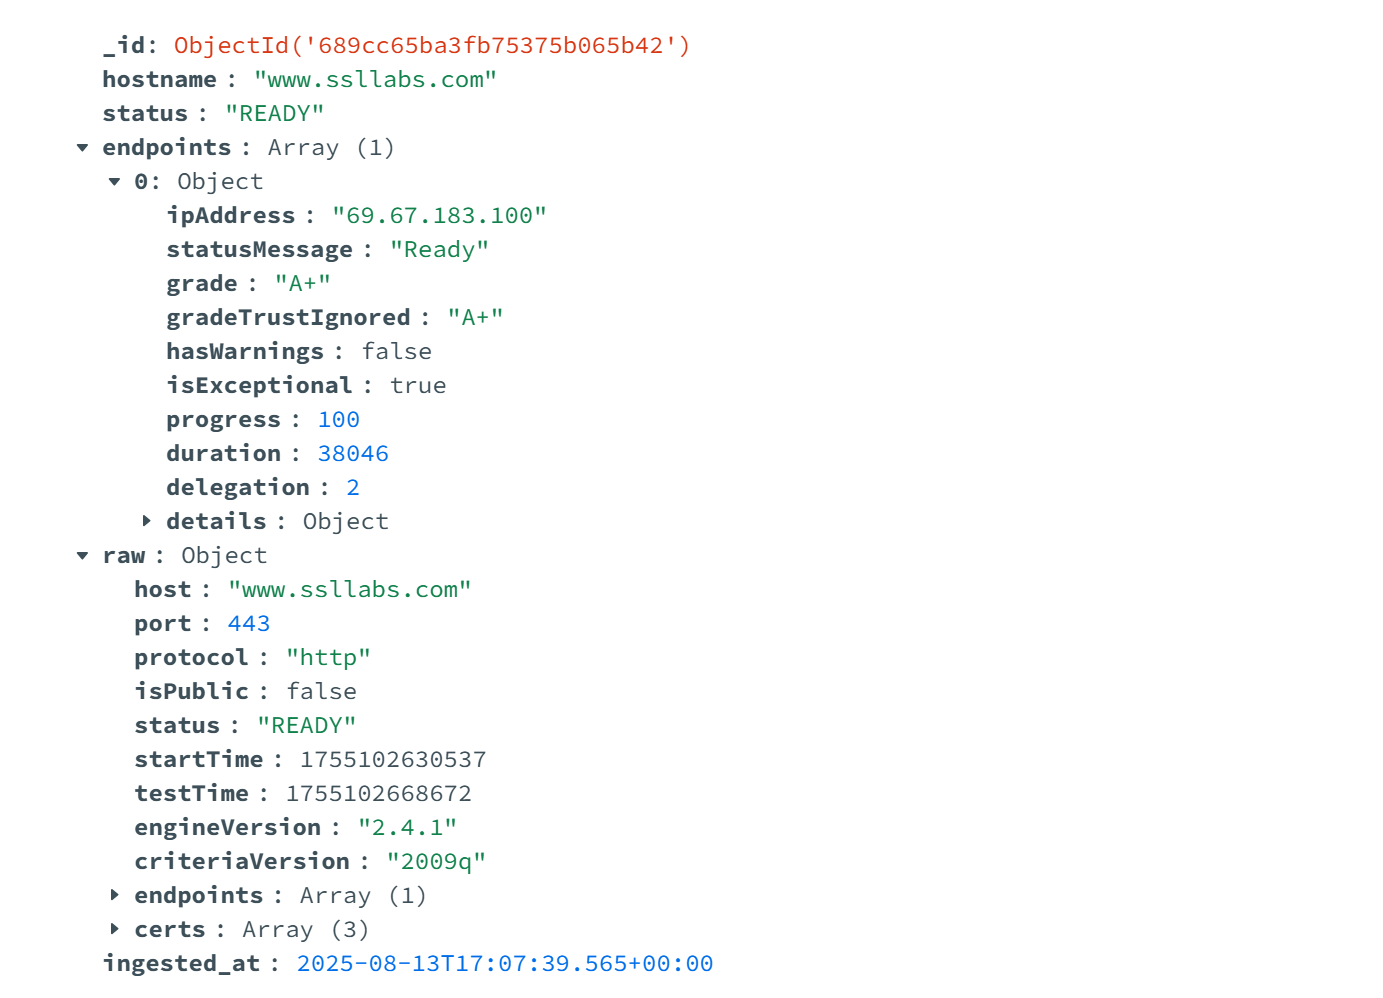 _id: ObjectId('689cc65ba3fb75375b065b42')
hostname : "www.ssllabs.com"
status : "READY"
endpoints : Array (1)
0: Object
ipAddress : "69.67.183.100"
statusMessage : "Ready"
grade : "A+"
gradeTrustIgnored : "A+"
hasWarnings : false
isExceptional : true
progress : 100
duration : 38046
delegation : 2
details : Object
raw : Object
host : "www.ssllabs.com"
port : 443
protocol : "http"
isPublic : false
status : "READY"
startTime : 1755102630537
testTime : 1755102668672
engineVersion : "2.4.1"
criteriaVersion : "2009q"
endpoints : Array (1)
certs : Array (3)
ingested_at : 2025-08-13T17:07:39.565+00:00